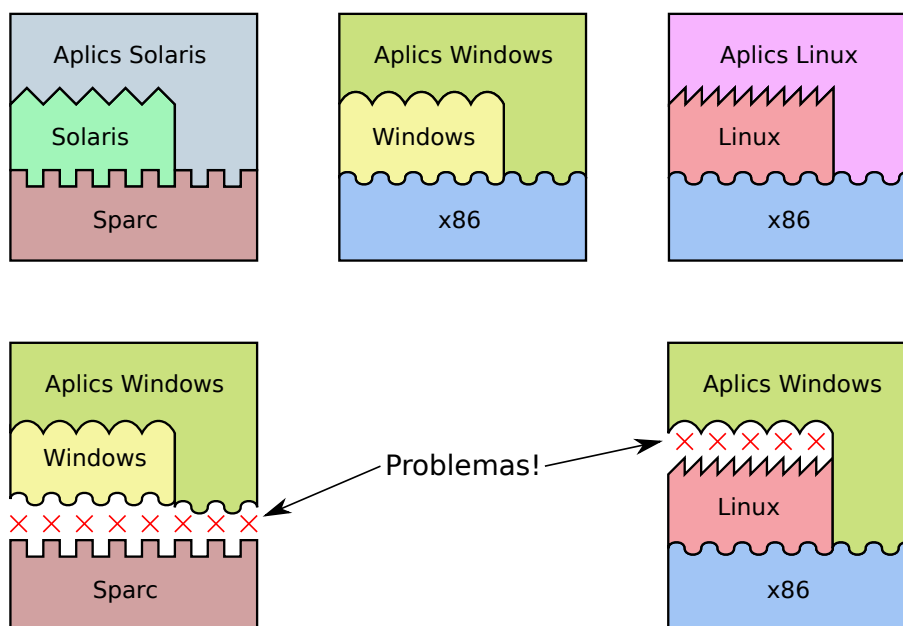 Aplics Solaris
Solaris
Sparc
Aplics Windows
Windows
x86
Aplics Linux
Linux
x86
Aplics Windows
Windows
Sparc
Problemas!
Aplics Windows
Linux
x86